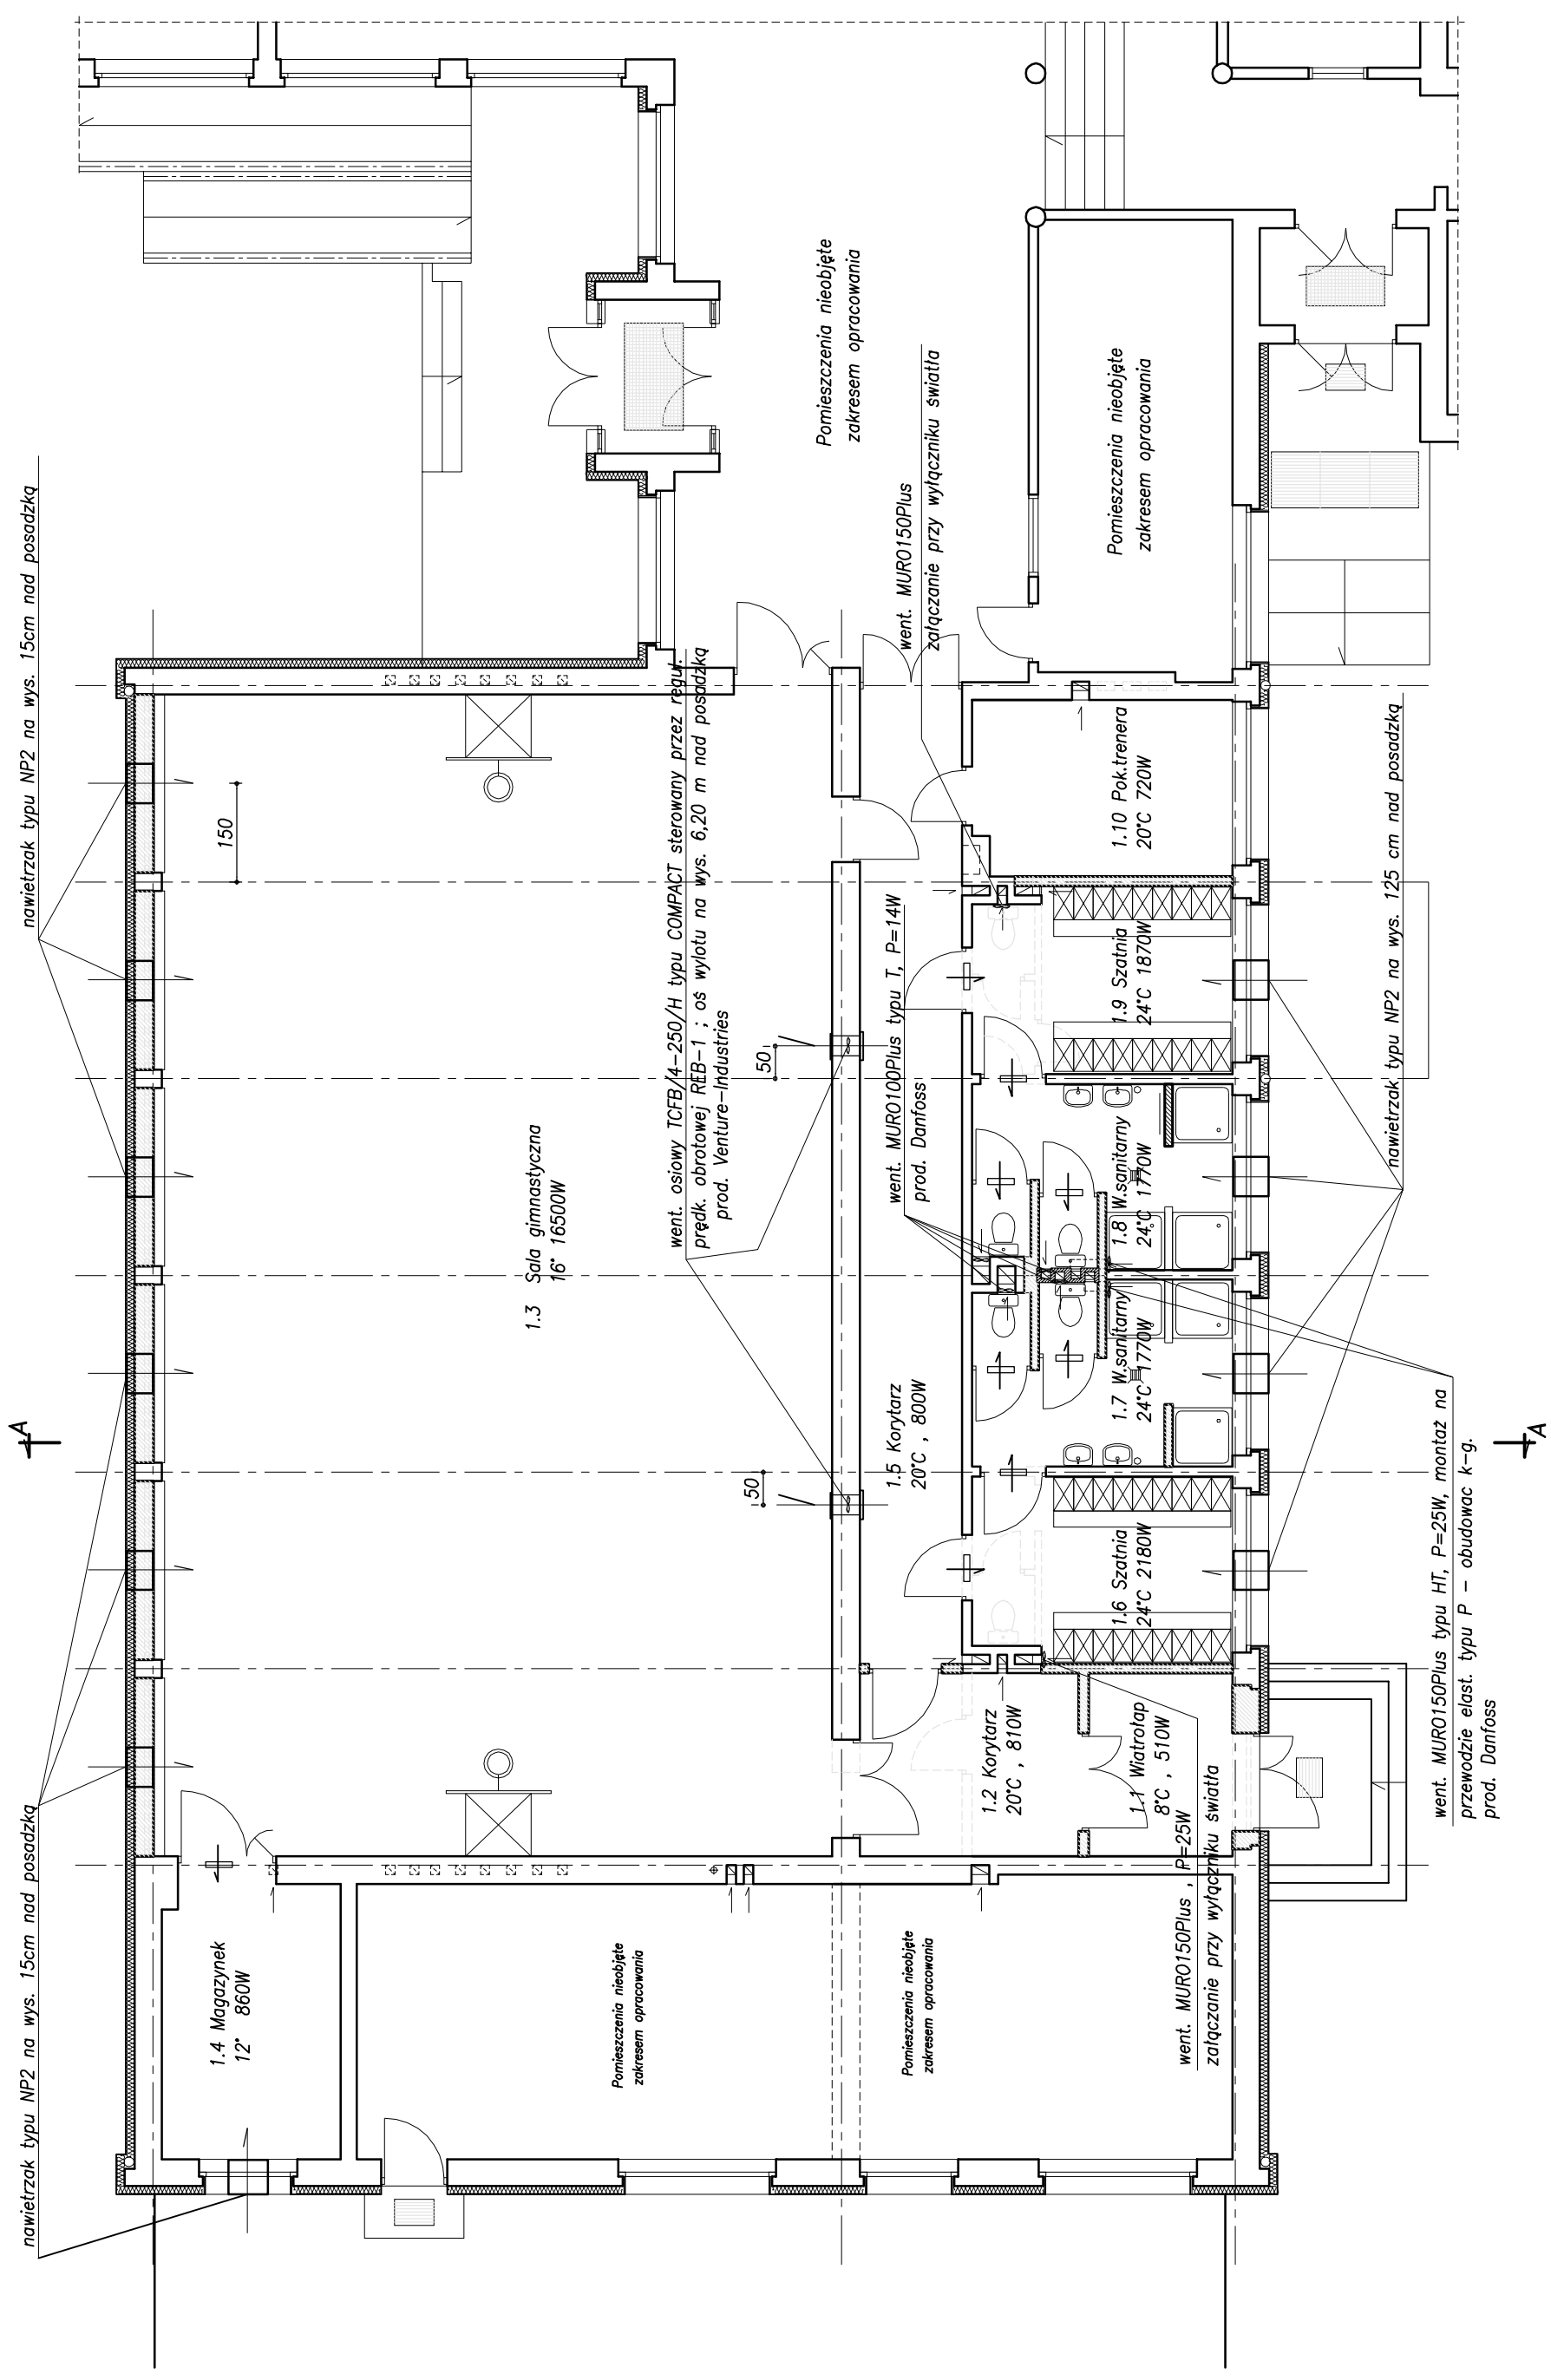 nawietrzak typu NP2 na wys. 15cm nad posadzką
nawietrzak typu NP2 na wys. 15cm nad posadzką
A
150
1.4 Magazynek
12° 860W
1.3 Sala gimnastyczna
16° 16500W
Pomieszczenia nieobjęte
zakresem opracowania
went. osiowy TCFB/4-250/H typu COMPACT sterowany przez regul.
prędk. obrotowej REB-1 ; oś wylotu na wys. 6,20 m nad posadzką
prod. Venture-Industries
50
50
Pomieszczenia nieobjęte
zakresem opracowania
1.5 Korytarz
20°C , 800W
went. MURO100Plus typu T, P=14W
prod. Danfoss
went. MURO150Plus
załączanie przy wyłączniku światła
Pomieszczenia nieobjęte
zakresem opracowania
1.2 Korytarz
20°C , 810W
Pomieszczenia nieobjęte
zakresem opracowania
1.1 Wiatrołap
8°C , 510W
1.6 Szatnia
24°C 2180W
1.7 W.sanitarny
24°C 1770W
1.8 W.sanitarny
24°C 1770W
1.9 Szatnia
24°C 1870W
1.10 Pok.trenera
20°C 720W
went. MURO150Plus , P=25W
załączanie przy wyłączniku światła
nawietrzak typu NP2 na wys. 125 cm nad posadzką
went. MURO150Plus typu HT, P=25W, montaż na
przewodzie elast. typu P - obudowac k-g.
prod. Danfoss
A